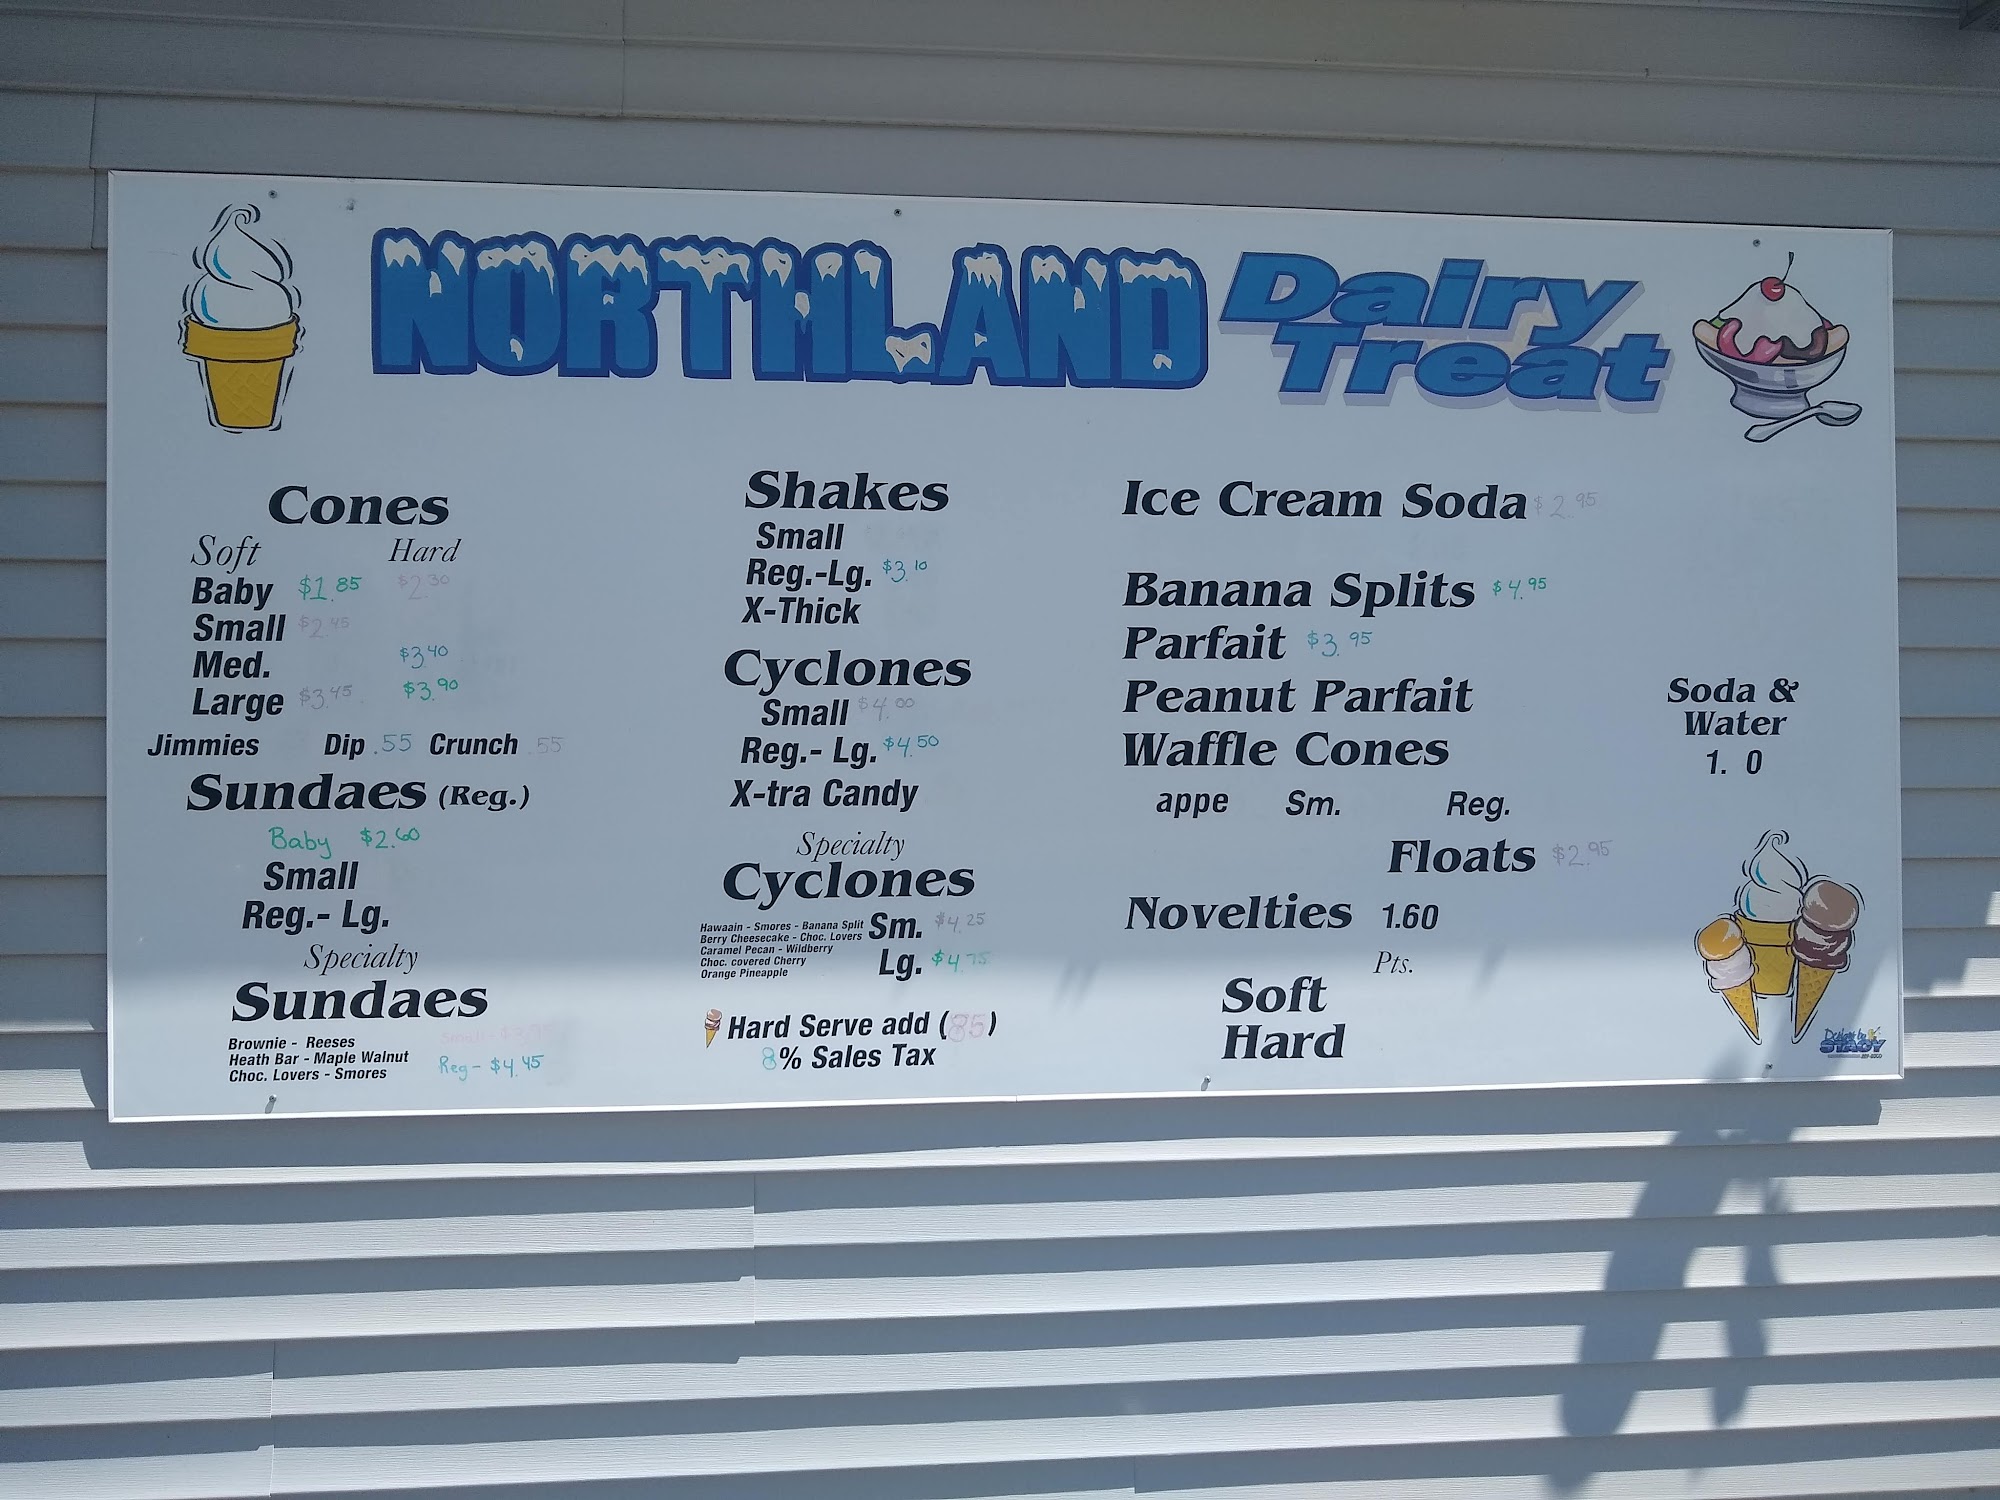 NORTHLAND Dairy Treat
Cones
Soft Hard
Baby $1.85 $2.30
Small $2.45
Med. $3.40
Large $3.45 $3.90
Jimmies Dip .55 Crunch .55
Sundaes (Reg.)
Baby $2.60
Small
Reg.- Lg.
Specialty
Sundaes
Brownie - Reeses
Heath Bar - Maple Walnut
Choc. Lovers - Smores
Small -
Reg - $4.45
Shakes
Small
Reg.-Lg. $3.10
X-Thick
Cyclones
Small $4.00
Reg.- Lg. $4.50
X-tra Candy
Specialty
Cyclones
Hawaain - Smores - Banana Split
Berry Cheesecake - Choc. Lovers
Caramel Pecan - Wildberry
Choc. covered Cherry
Orange Pineapple
Sm. $4.25
Lg. $4.75
Hard Serve add (85)
8% Sales Tax
Ice Cream Soda $2.95
Banana Splits $4.95
Parfait $3.95
Peanut Parfait
Waffle Cones
appe Sm. Reg.
Floats $2.95
Novelties 1.60
Pts.
Soft
Hard
Soda &
Water
1. 0
Designs by
STACY